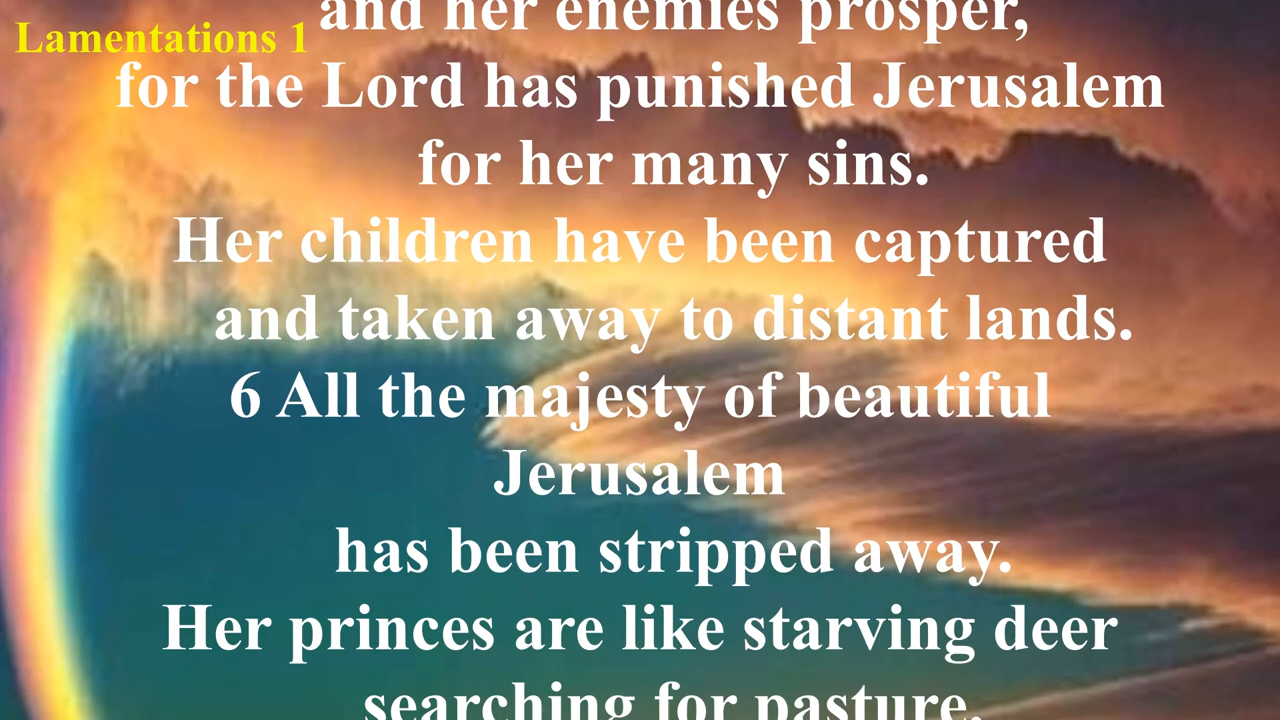 Lamentations 1
and her enemies prosper,
for the Lord has punished Jerusalem
for her many sins.
Her children have been captured
and taken away to distant lands.
6 All the majesty of beautiful
Jerusalem
has been stripped away.
Her princes are like starving deer
searching for pasture.